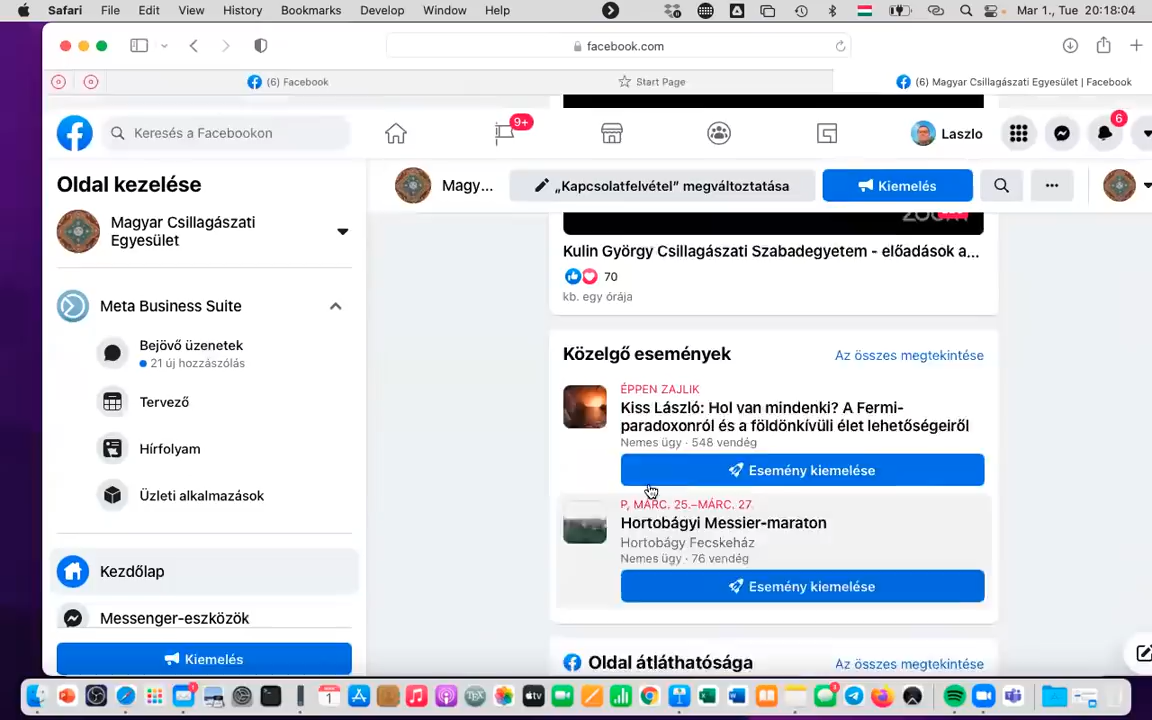 Safari File Edit View History Bookmarks Develop Window Help Mar 1., Tue 20:18:04
facebook.com
(6) Facebook
Start Page
(6) Magyar Csillagászati Egyesület | Facebook
Keresés a Facebookon
9+
Laszlo
6
Oldal kezelése
Magyar Csillagászati
Egyesület
Meta Business Suite
Bejövő üzenetek
21 új hozzászólás
Tervező
Hírfolyam
Üzleti alkalmazások
Kezdőlap
Messenger-eszközök
Kiemelés
Magy...
„Kapcsolatfelvétel” megváltoztatása
Kiemelés
Kulin György Csillagászati Szabadegyetem - előadások a...
70
kb. egy órája
Közelgő események
Az összes megtekintése
ÉPPEN ZAJLIK
Kiss László: Hol van mindenki? A Fermi-
paradoxonról és a földönkívüli élet lehetőségeiről
Nemes ügy · 548 vendég
Esemény kiemelése
P, MÁRC. 25.–MÁRC. 27.
Hortobágyi Messier-maraton
Hortobágy Fecskeház
Nemes ügy · 76 vendég
Esemény kiemelése
Oldal átláthatósága
Az összes megtekintése